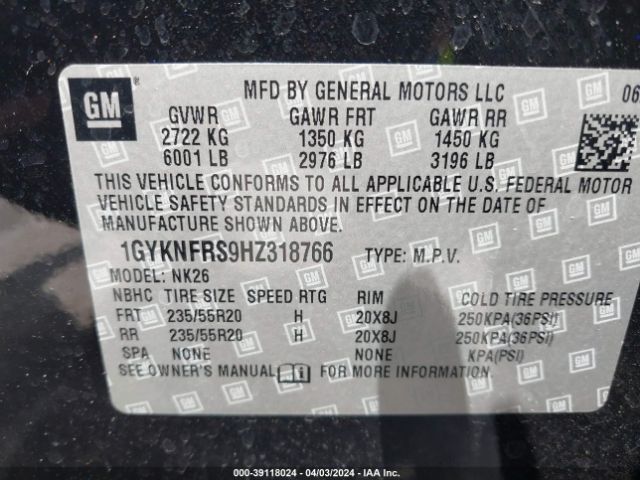 GM
MFD BY GENERAL MOTORS LLC
06
GVWR GAWR FRT GAWR RR
2722 KG 1350 KG 1450 KG
6001 LB 2976 LB 3196 LB
THIS VEHICLE CONFORMS TO ALL APPLICABLE U.S. FEDERAL MOTOR
VEHICLE SAFETY STANDARDS IN EFFECT ON THE DATE OF
MANUFACTURE SHOWN ABOVE.
1GYKNFRS9HZ318766 TYPE: M.P.V.
MODEL: NK26
NBHC TIRE SIZE SPEED RTG RIM COLD TIRE PRESSURE
FRT 235/55R20 H 20X8J 250KPA(36PSI)
RR 235/55R20 H 20X8J 250KPA(36PSI)
SPA NONE NONE KPA(PSI)
SEE OWNER'S MANUAL i FOR MORE INFORMATION.
000-39118024 - 04/03/2024 - IAA Inc.